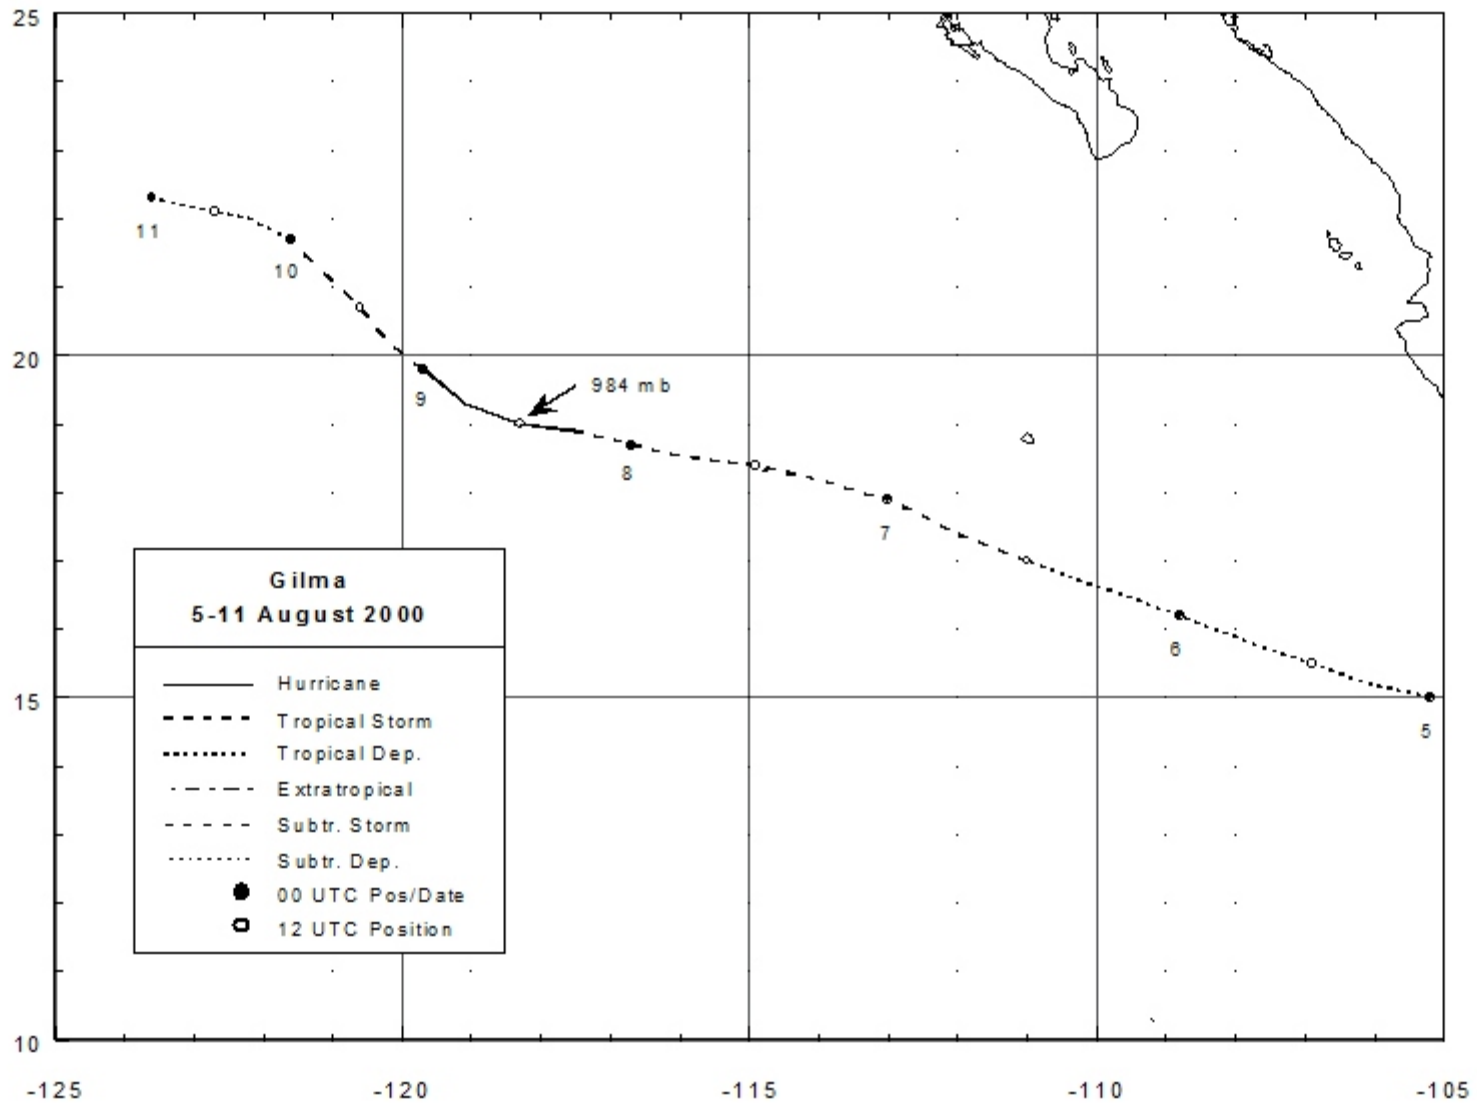 25
11
10
20
984 mb
9
8
7
Gilma
5-11 August 2000
6
Hurricane
15
Tropical Storm
5
Tropical Dep.
Extratropical
Subtr. Storm
Subtr. Dep.
00 UTC Pos/Date
12 UTC Position
10
-125 -120 -115 -110 -105